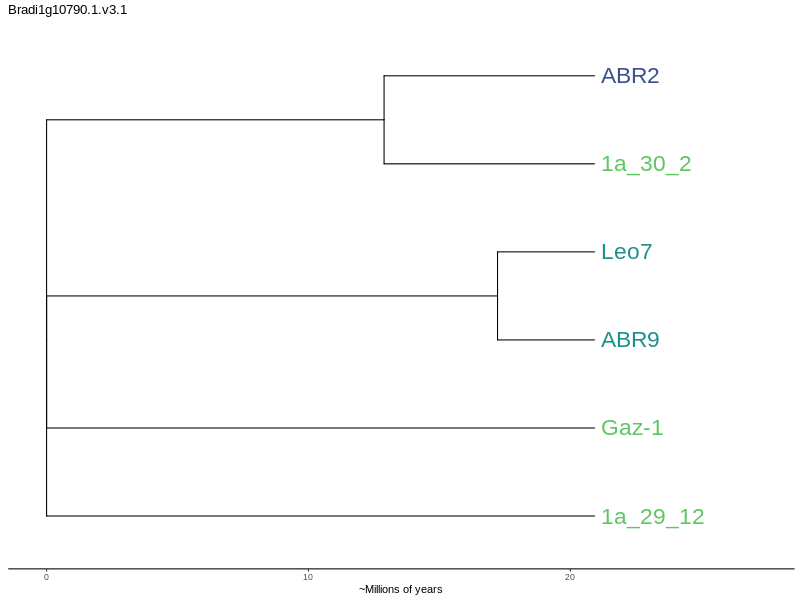 Bradi1g10790.1.v3.1
ABR2
1a_30_2
Leo7
ABR9
Gaz-1
1a_29_12
0 10 20
~Millions of years